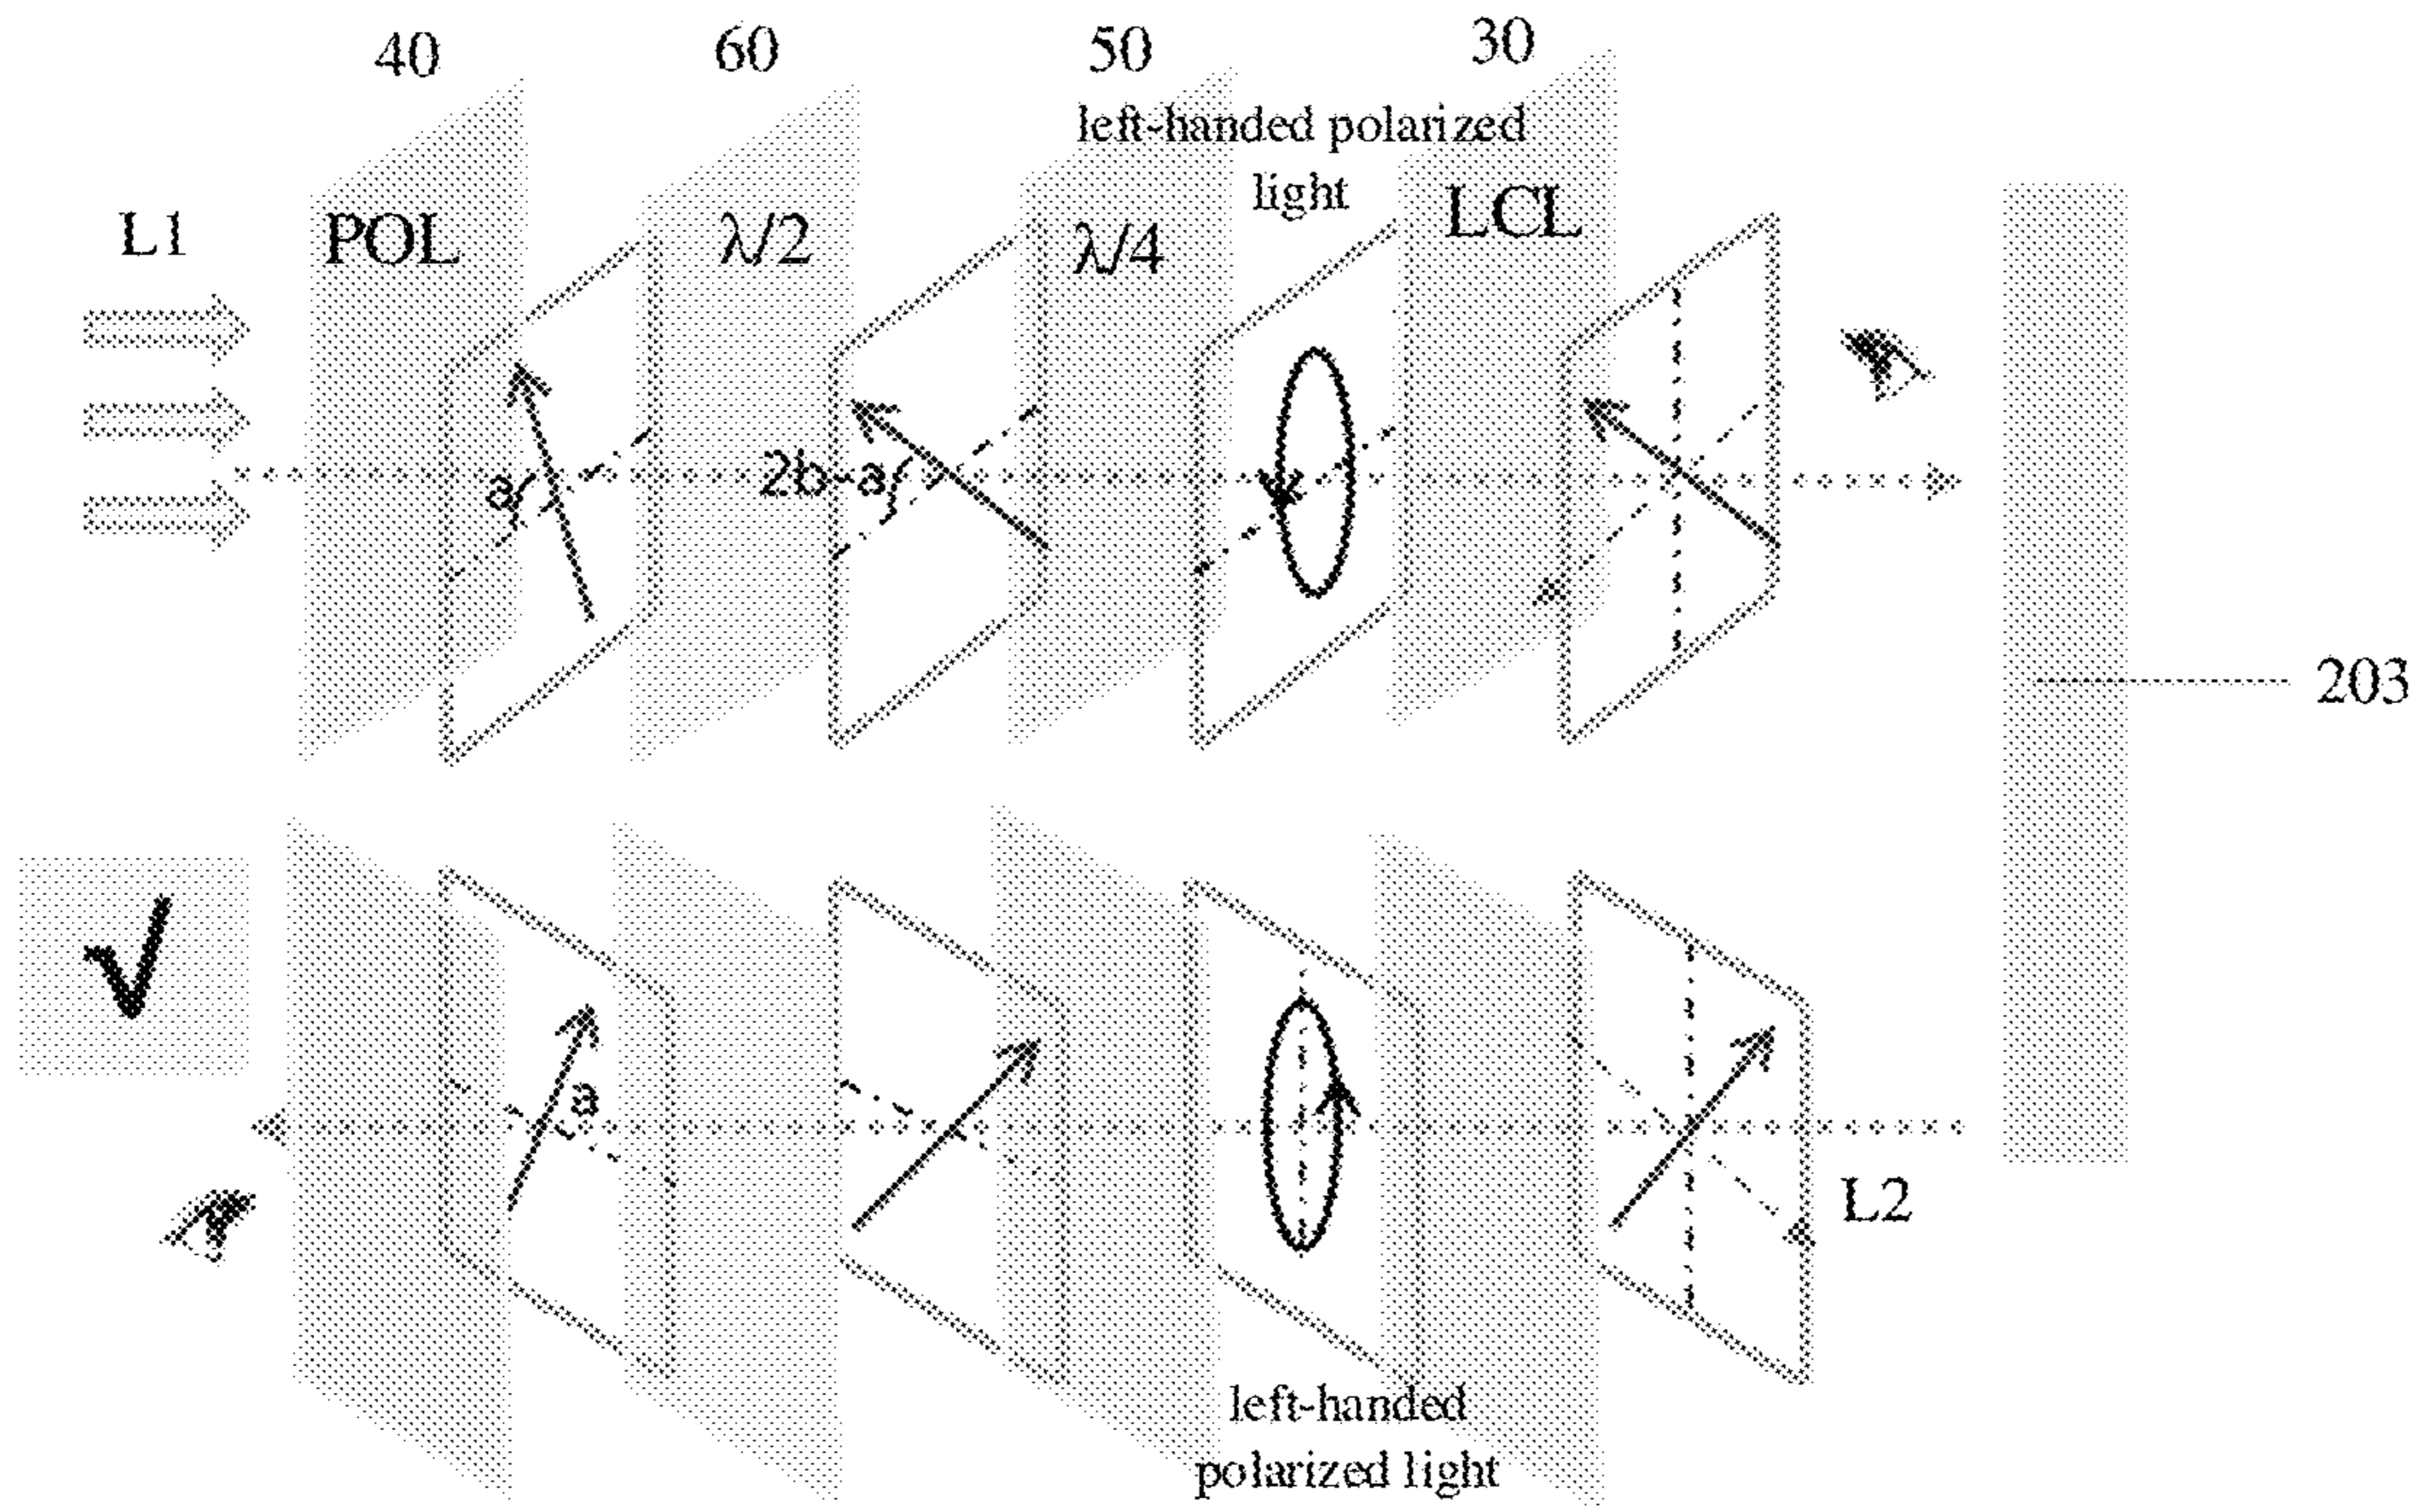 40
60
50
30
left-handed polarized
light
L1
POL
λ/2
λ/4
LCL
a
2b-a
203
a
L2
left-handed
polarized light